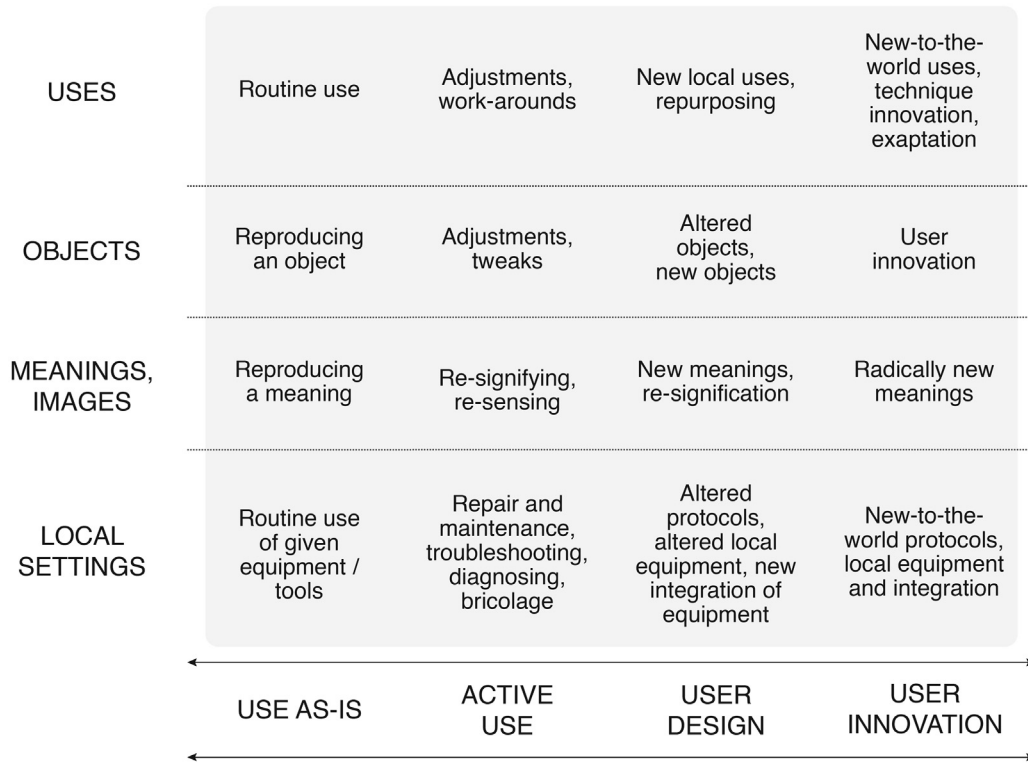 USES
Routine use
Adjustments,
work-arounds
New local uses,
repurposing
New-to-the-
world uses,
technique
innovation,
exaptation
OBJECTS
Reproducing
an object
Adjustments,
tweaks
Altered
objects,
new objects
User
innovation
MEANINGS,
IMAGES
Reproducing
a meaning
Re-signifying,
re-sensing
New meanings,
re-signification
Radically new
meanings
LOCAL
SETTINGS
Routine use
of given
equipment /
tools
Repair and
maintenance,
troubleshooting,
diagnosing,
bricolage
Altered
protocols,
altered local
equipment, new
integration of
equipment
New-to-the-
world protocols,
local equipment
and integration
USE AS-IS
ACTIVE
USE
USER
DESIGN
USER
INNOVATION